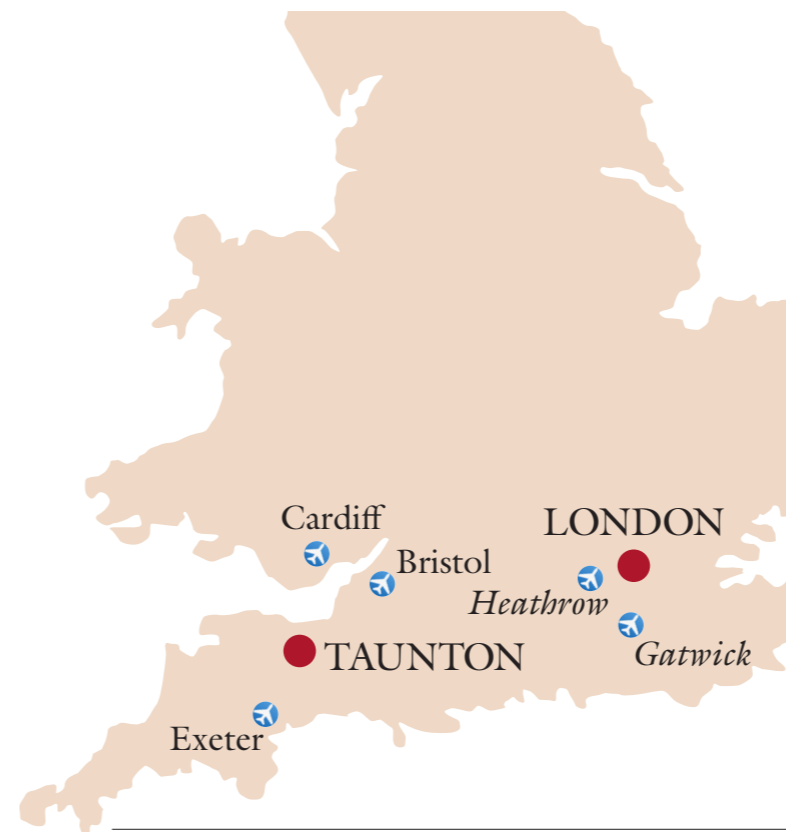 Cardiff
LONDON
Bristol
Heathrow
TAUNTON
Gatwick
Exeter